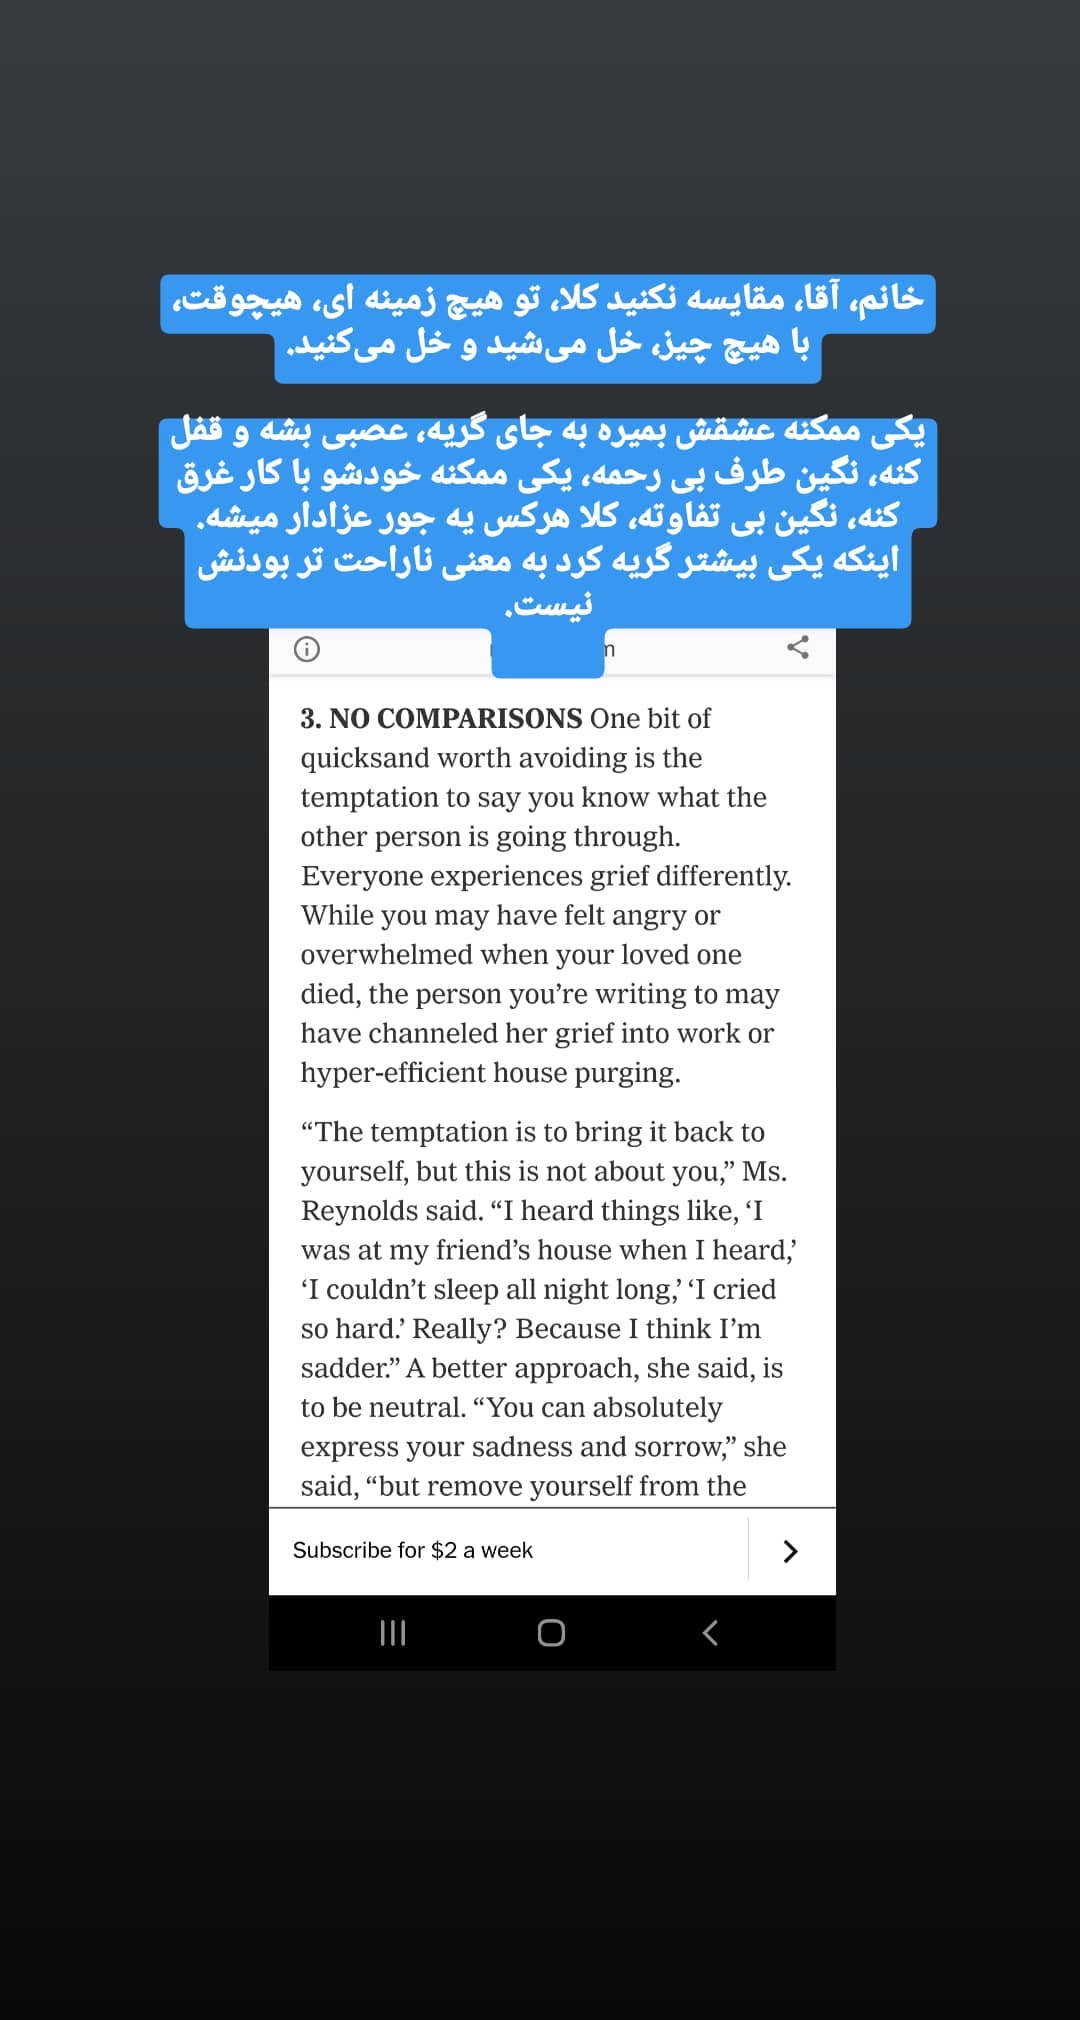 خانم، آقا، مقایسه نکنید کلا، تو هیچ زمینه ای، هیچوقت،
با هیچ چیز، خل می‌شید و خل می‌کنید.
یکی ممکنه عشقش بمیره به جای گریه، عصبی بشه و قفل
کنه، نگین طرف بی رحمه، یکی ممکنه خودشو با کار غرق
کنه، نگین بی تفاوته، کلا هرکس یه جور عزادار میشه.
اینکه یکی بیشتر گریه کرد به معنی ناراحت تر بودنش
نیست.
3. NO COMPARISONS One bit of
quicksand worth avoiding is the
temptation to say you know what the
other person is going through.
Everyone experiences grief differently.
While you may have felt angry or
overwhelmed when your loved one
died, the person you’re writing to may
have channeled her grief into work or
hyper-efficient house purging.
“The temptation is to bring it back to
yourself, but this is not about you,” Ms.
Reynolds said. “I heard things like, ‘I
was at my friend’s house when I heard,’
‘I couldn’t sleep all night long,’ ‘I cried
so hard.’ Really? Because I think I’m
sadder.” A better approach, she said, is
to be neutral. “You can absolutely
express your sadness and sorrow,” she
said, “but remove yourself from the
Subscribe for $2 a week